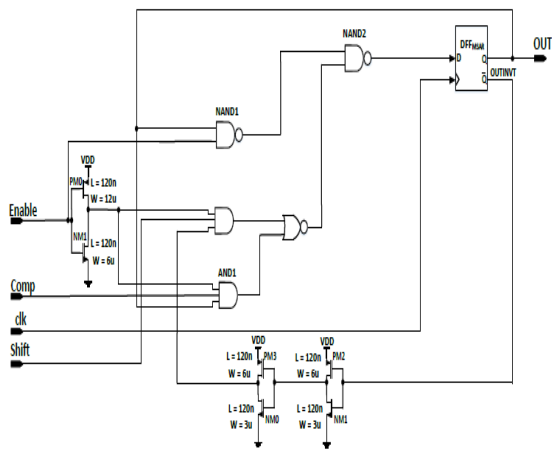 NAND2
DFFMSAR
D
Q
OUT
Q
OUTINVT
NAND1
VDD
PM0
L = 120n
W = 12u
Enable
NM1
L = 120n
W = 6u
AND1
Comp
clk
Shift
VDD
L = 120n
PM3
W = 6u
L = 120n
NM0
W = 3u
VDD
L = 120n
PM2
W = 6u
L = 120n
NM1
W = 3u